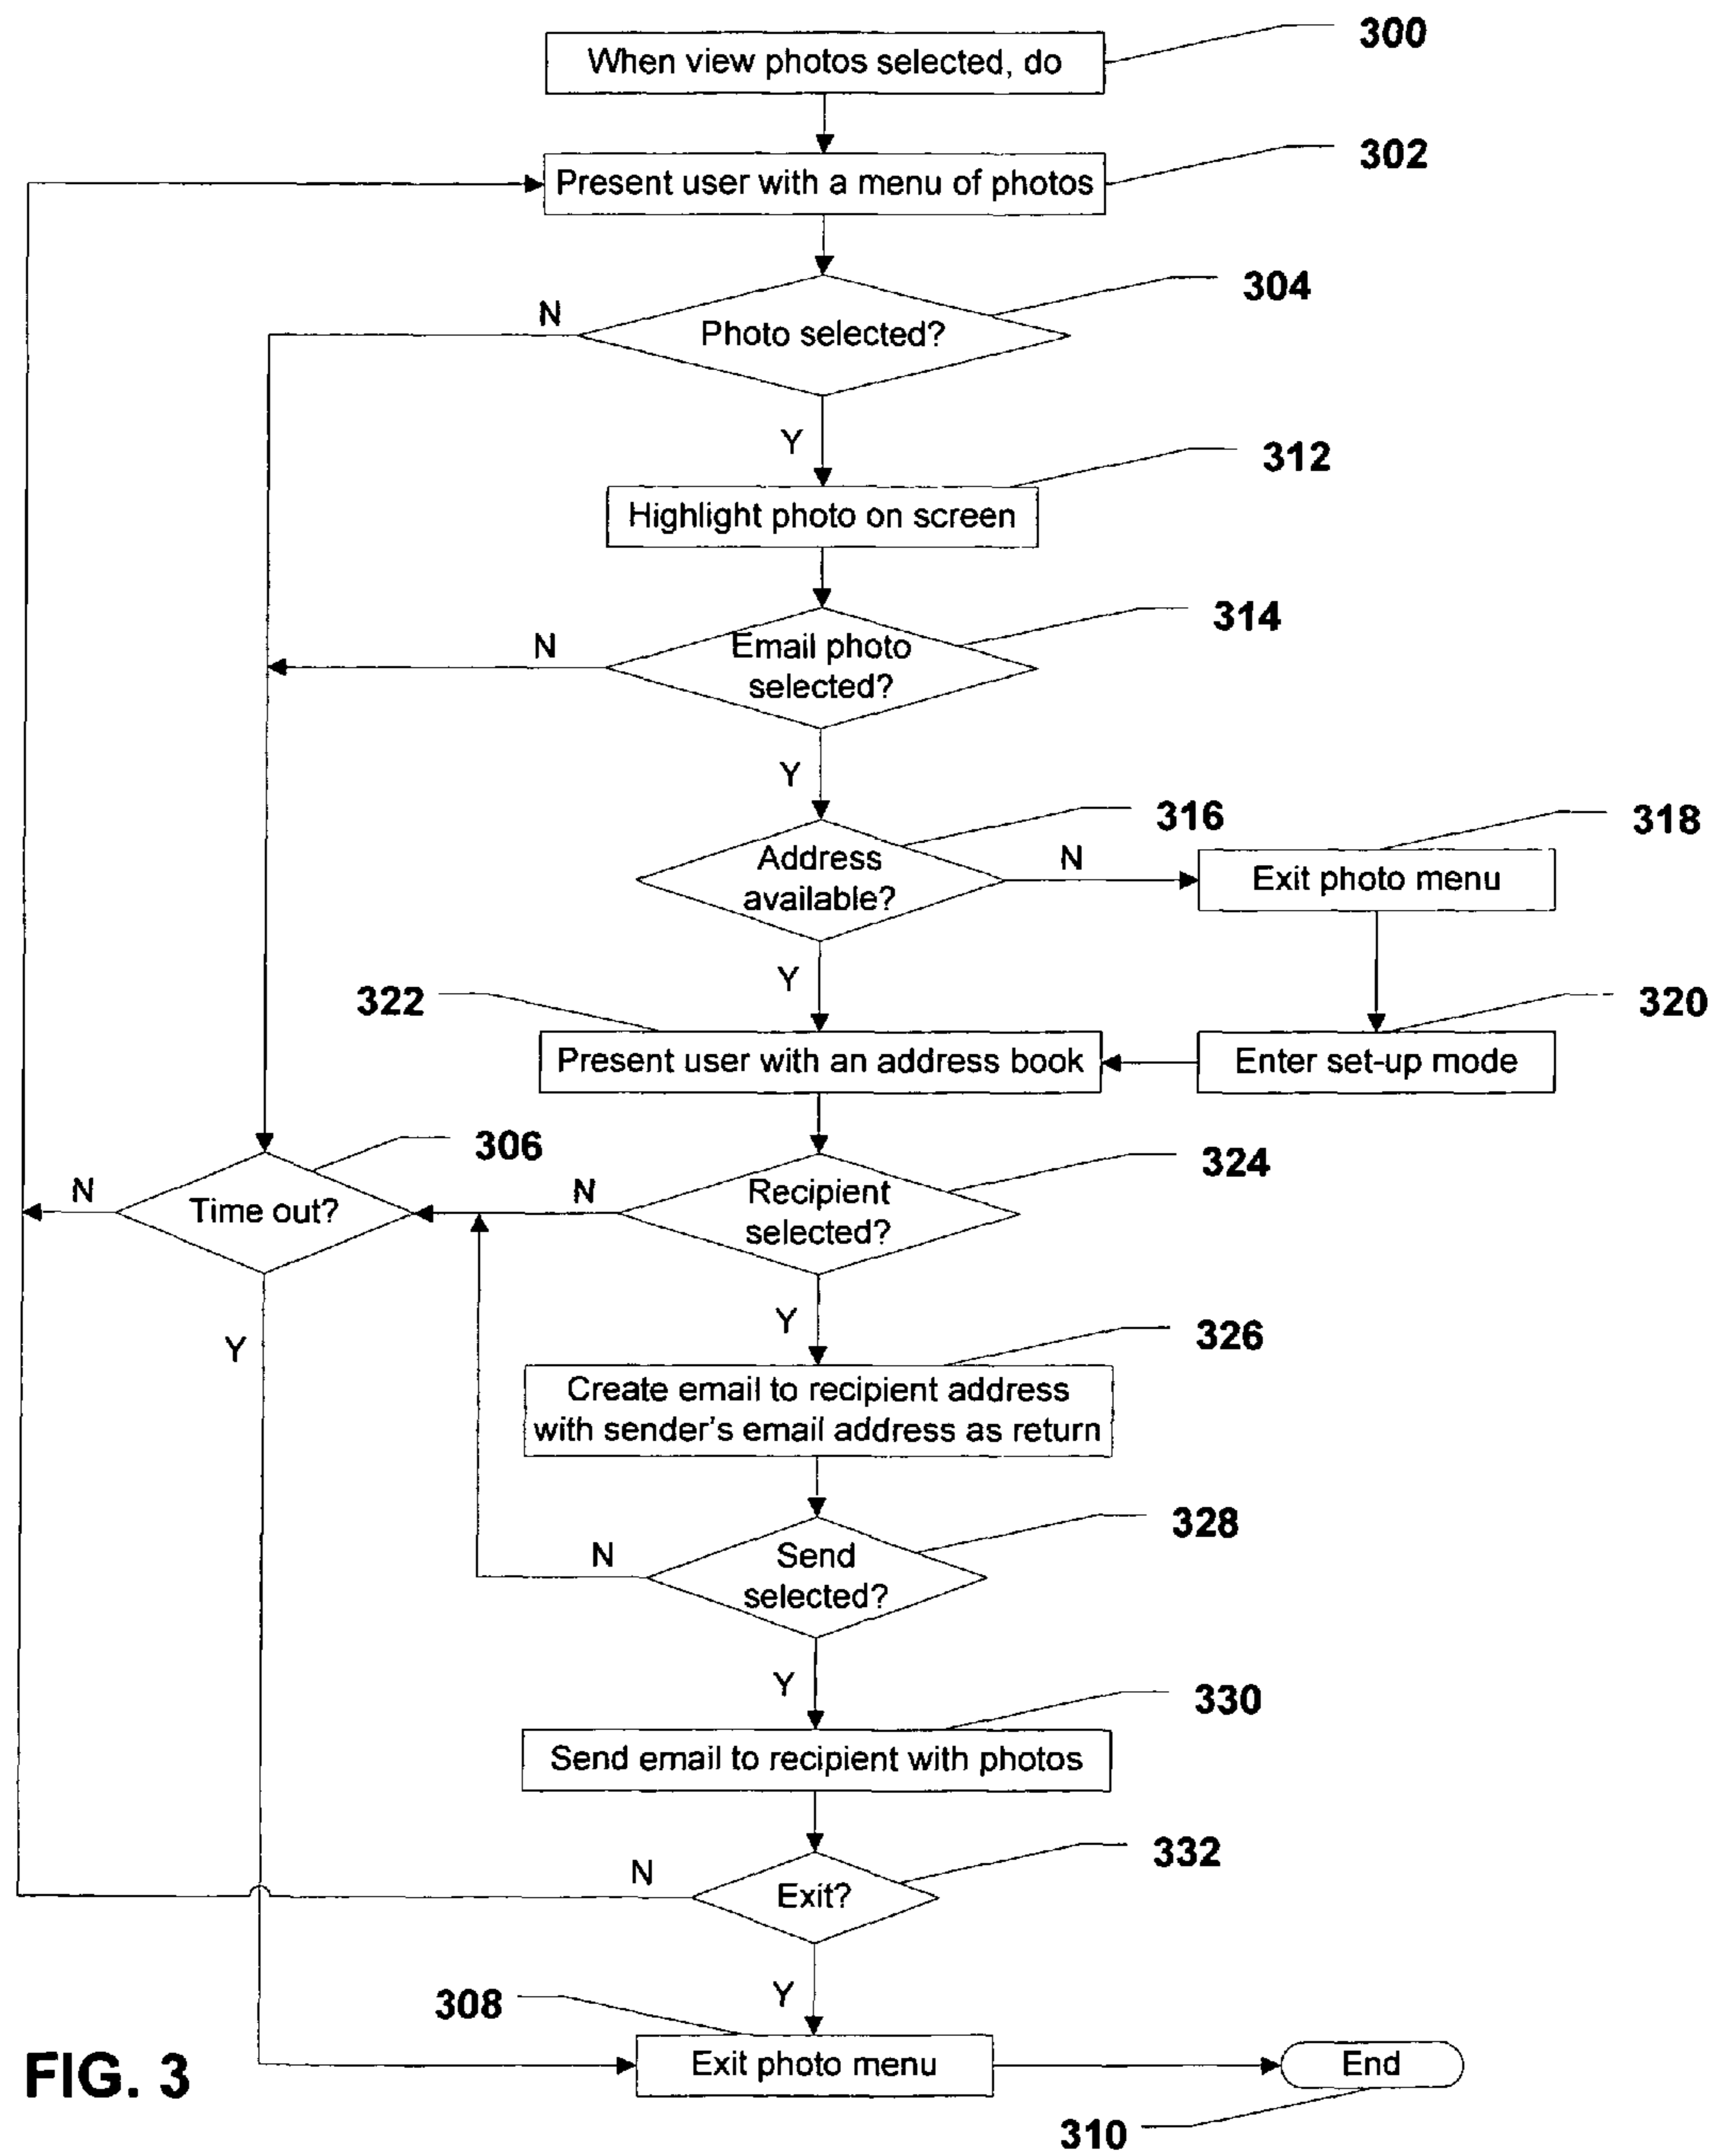 When view photos selected, do
300
Present user with a menu of photos
302
Photo selected?
304
N
Y
Highlight photo on screen
312
Email photo
selected?
314
N
Y
Address
available?
316
N
Exit photo menu
318
Y
322
Present user with an address book
Enter set-up mode
320
N
Time out?
306
N
Recipient
selected?
324
Y
Y
Create email to recipient address
with sender's email address as return
326
N
Send
selected?
328
Y
Send email to recipient with photos
330
N
Exit?
332
Y
308
Exit photo menu
End
310
FIG. 3